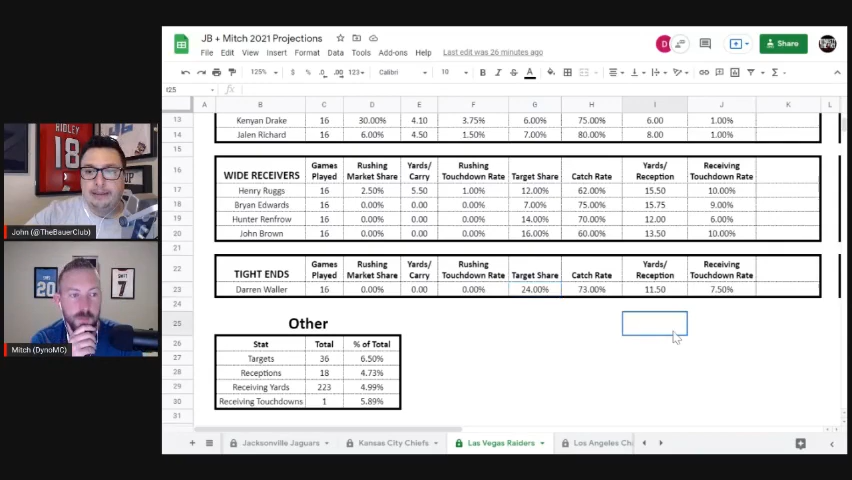 JB + Mitch 2021 Projections
File Edit View Insert Format Data Tools Add-ons Help Last edit was 26 minutes ago
D
Share
125% $ % .0 .00 123 Calibri 10 B I S A
I25 fx
A B C D E F G H I J K L
13 Kenyan Drake 16 30.00% 4.10 3.75% 6.00% 75.00% 6.00 1.00%
14 Jalen Richard 16 6.00% 4.50 1.50% 7.00% 80.00% 8.00 1.00%
15
16 WIDE RECEIVERS Games Played Rushing Market Share Yards/ Carry Rushing Touchdown Rate Target Share Catch Rate Yards/ Reception Receiving Touchdown Rate
17 Henry Ruggs 16 2.50% 5.50 1.00% 12.00% 62.00% 15.50 10.00%
18 Bryan Edwards 16 0.00% 0.00 0.00% 7.00% 75.00% 15.75 9.00%
19 Hunter Renfrow 16 0.00% 0.00 0.00% 14.00% 70.00% 12.00 6.00%
20 John Brown 16 0.00% 0.00 0.00% 16.00% 60.00% 13.50 10.00%
21
22 TIGHT ENDS Games Played Rushing Market Share Yards/ Carry Rushing Touchdown Rate Target Share Catch Rate Yards/ Reception Receiving Touchdown Rate
23 Darren Waller 16 0.00% 0.00 0.00% 24.00% 73.00% 11.50 7.50%
24
25 Other
26 Stat Total % of Total
27 Targets 36 6.50%
28 Receptions 18 4.73%
29 Receiving Yards 223 4.99%
30 Receiving Touchdowns 1 5.89%
31
Jacksonville Jaguars Kansas City Chiefs Las Vegas Raiders Los Angeles Ch
RIDLEY
18
John (@TheBauerClub)
20
7
Mitch (DynoMC)